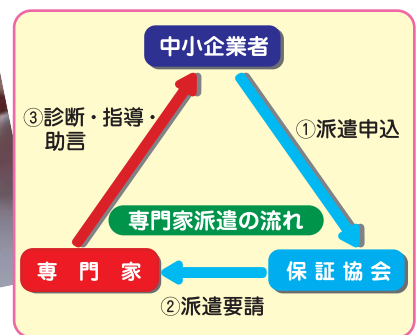 中小企業者
③診断・指導・
助言
①派遣申込
専門家派遣の流れ
専門家
保証協会
②派遣要請